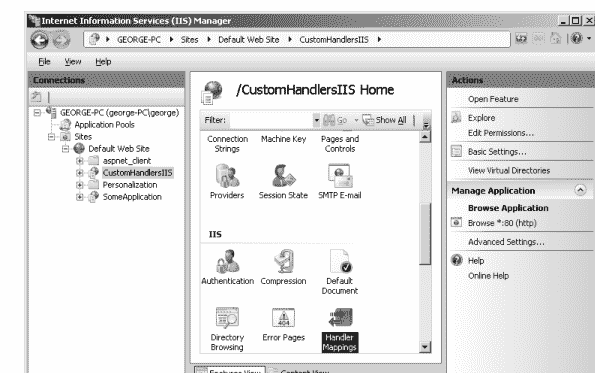 Internet Information Services (IIS) Manager
GEORGE-PC ▸ Sites ▸ Default Web Site ▸ CustomHandlersIIS ▸
File View Help
Connections
GEORGE-PC (george-PC\george)
Application Pools
Sites
Default Web Site
aspnet_client
CustomHandlersIIS
Personalization
SomeApplication
/CustomHandlersIIS Home
Filter: Go Show All
Connection Strings
Machine Key
Pages and Controls
Providers
Session State
SMTP E-mail
IIS
Authentication
Compression
Default Document
Directory Browsing
404
Error Pages
Handler Mappings
Features View
Content View
Actions
Open Feature
Explore
Edit Permissions...
Basic Settings...
View Virtual Directories
Manage Application
Browse Application
Browse *:80 (http)
Advanced Settings...
Help
Online Help